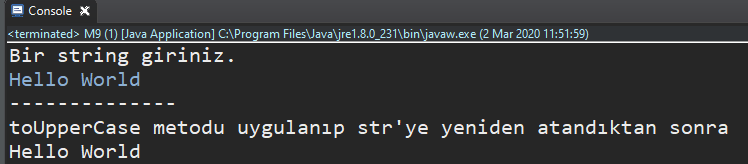 Console
<terminated> M9 (1) [Java Application] C:\Program Files\Java\jre1.8.0_231\bin\javaw.exe (2 Mar 2020 11:51:59)
Bir string giriniz.
Hello World
--------------
toUpperCase metodu uygulanıp str'ye yeniden atandıktan sonra
Hello World